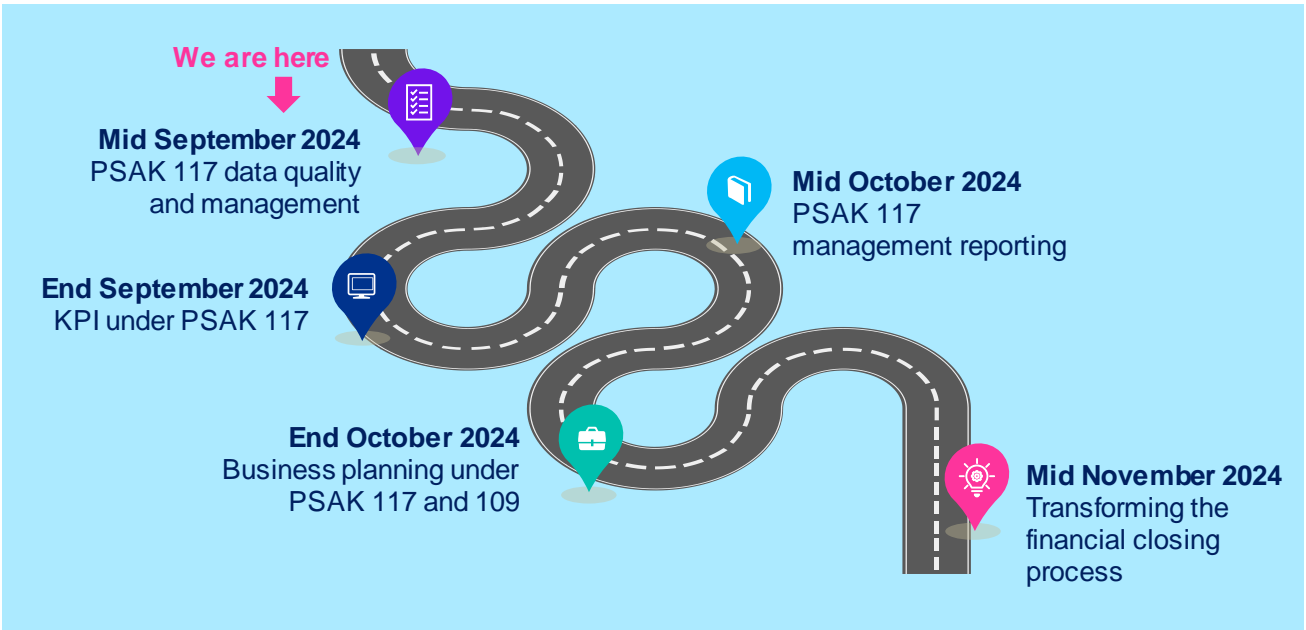 We are here
Mid September 2024
PSAK 117 data quality
and management
End September 2024
KPI under PSAK 117
Mid October 2024
PSAK 117
management reporting
End October 2024
Business planning under
PSAK 117 and 109
Mid November 2024
Transforming the
financial closing
process